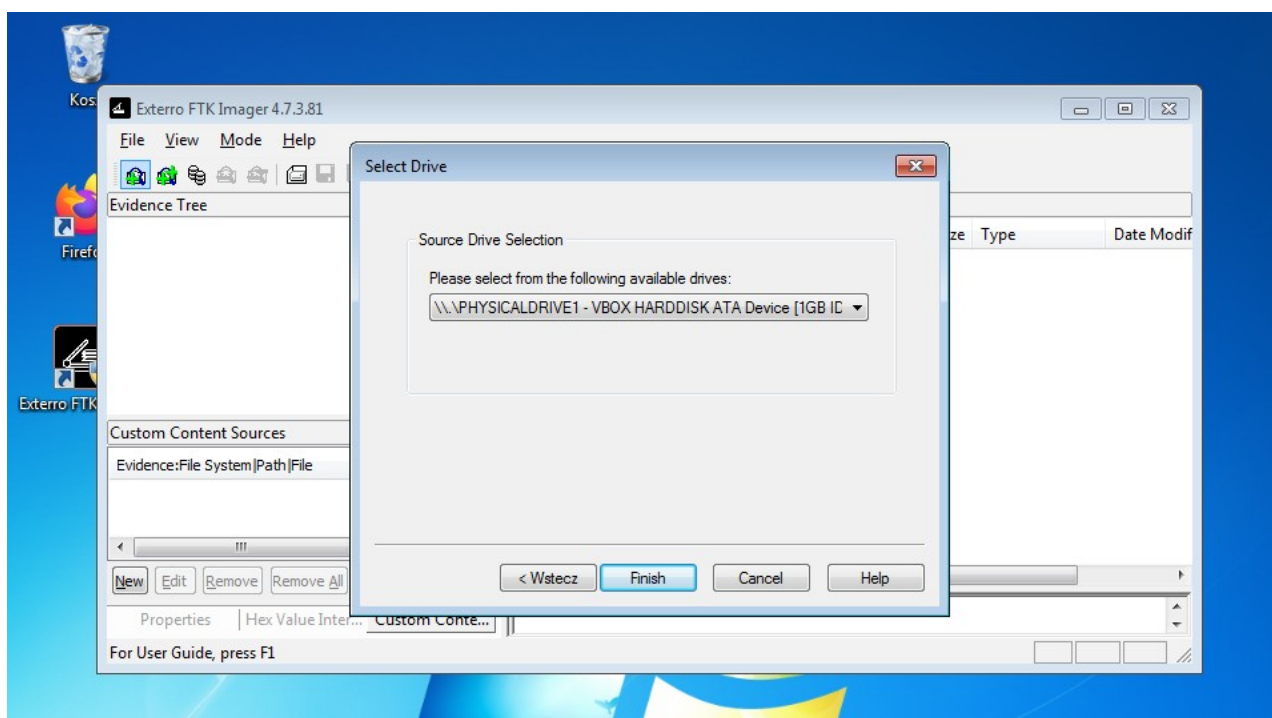 Kos
Exterro FTK Imager 4.7.3.81
File View Mode Help
Select Drive
Evidence Tree
Source Drive Selection
ze Type Date Modif
Firefo
Please select from the following available drives:
\\.\PHYSICALDRIVE1 - VBOX HARDDISK ATA Device [1GB ID
Exterro FTK
Custom Content Sources
Evidence:File System|Path|File
New Edit Remove Remove All
< Wstecz Finish Cancel Help
Properties Hex Value Inter... Custom Conte...
For User Guide, press F1